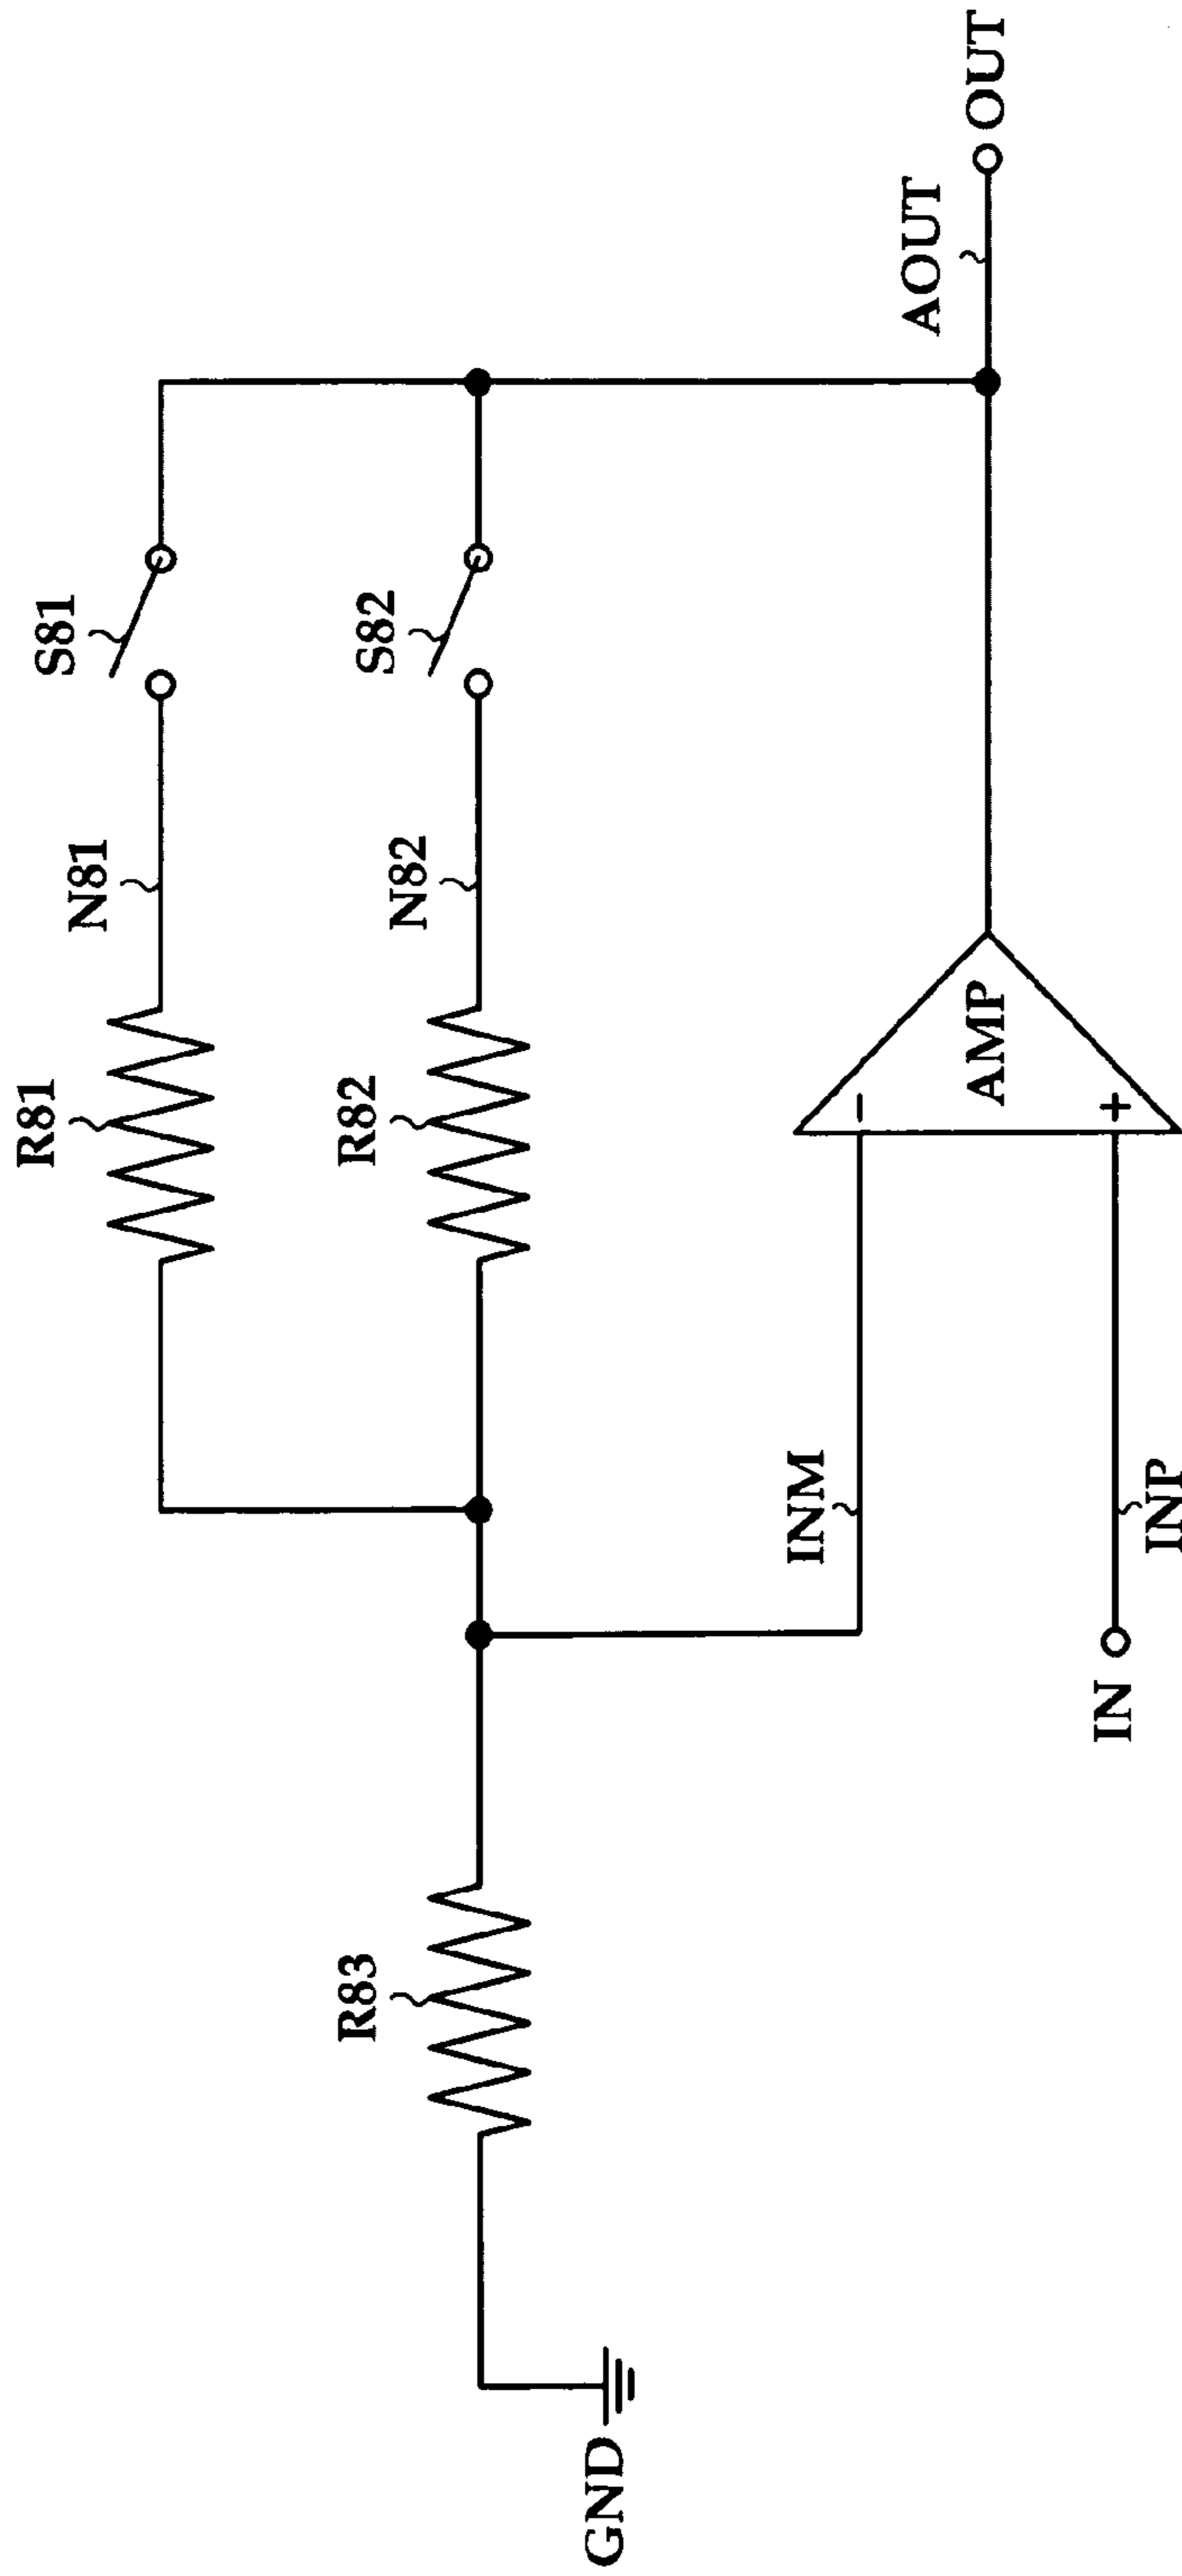 R81
N81
S81
R83
R82
N82
S82
GND
INM
-
AMP
+
AOUT
OUT
IN
INP